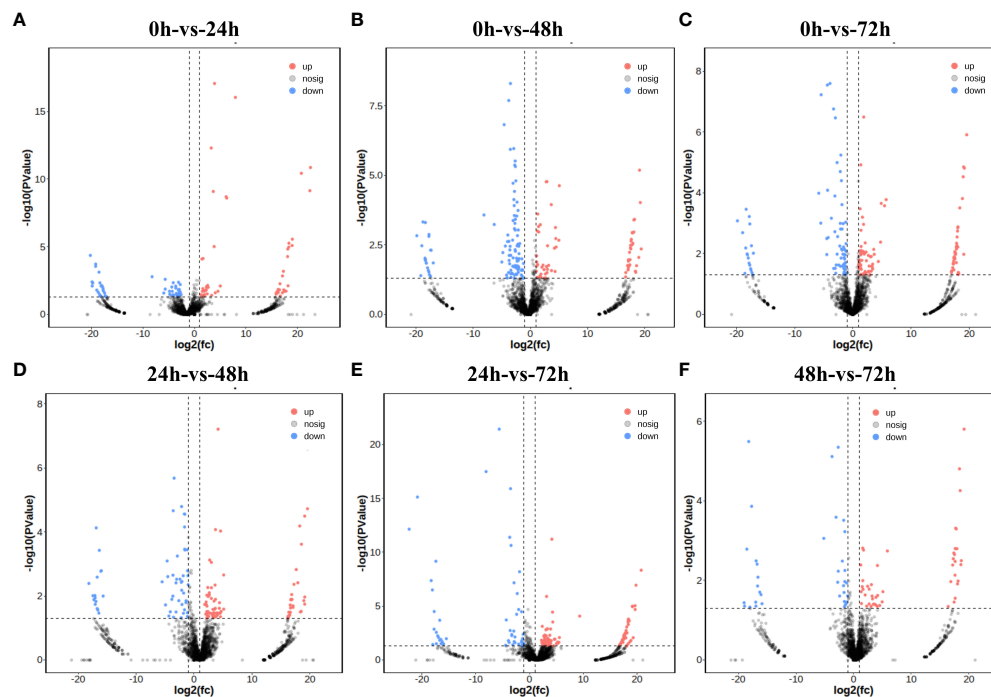 A
0h-vs-24h
B
0h-vs-48h
C
0h-vs-72h
-log10(PValue)
15
10
5
0
up
nosig
down
-20
-10
0
10
20
log2(fc)
-log10(PValue)
7.5
5.0
2.5
0.0
up
nosig
down
-20
-10
0
10
20
log2(fc)
-log10(PValue)
8
6
4
2
0
up
nosig
down
-20
-10
0
10
20
log2(fc)
D
24h-vs-48h
E
24h-vs-72h
F
48h-vs-72h
-log10(PValue)
8
6
4
2
0
up
nosig
down
-20
-10
0
10
20
log2(fc)
-log10(PValue)
20
15
10
5
0
up
nosig
down
-20
-10
0
10
20
log2(fc)
-log10(PValue)
6
4
2
0
up
nosig
down
-20
-10
0
10
20
log2(fc)